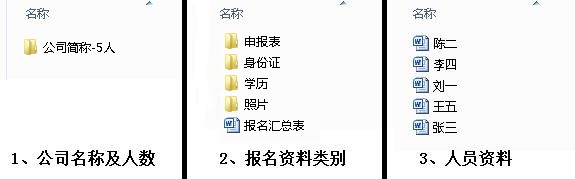 名称
公司简称-5人
1、公司名称及人数
名称
申报表
身份证
学历
照片
报名汇总表
2、报名资料类别
名称
陈二
李四
刘一
王五
张三
3、人员资料